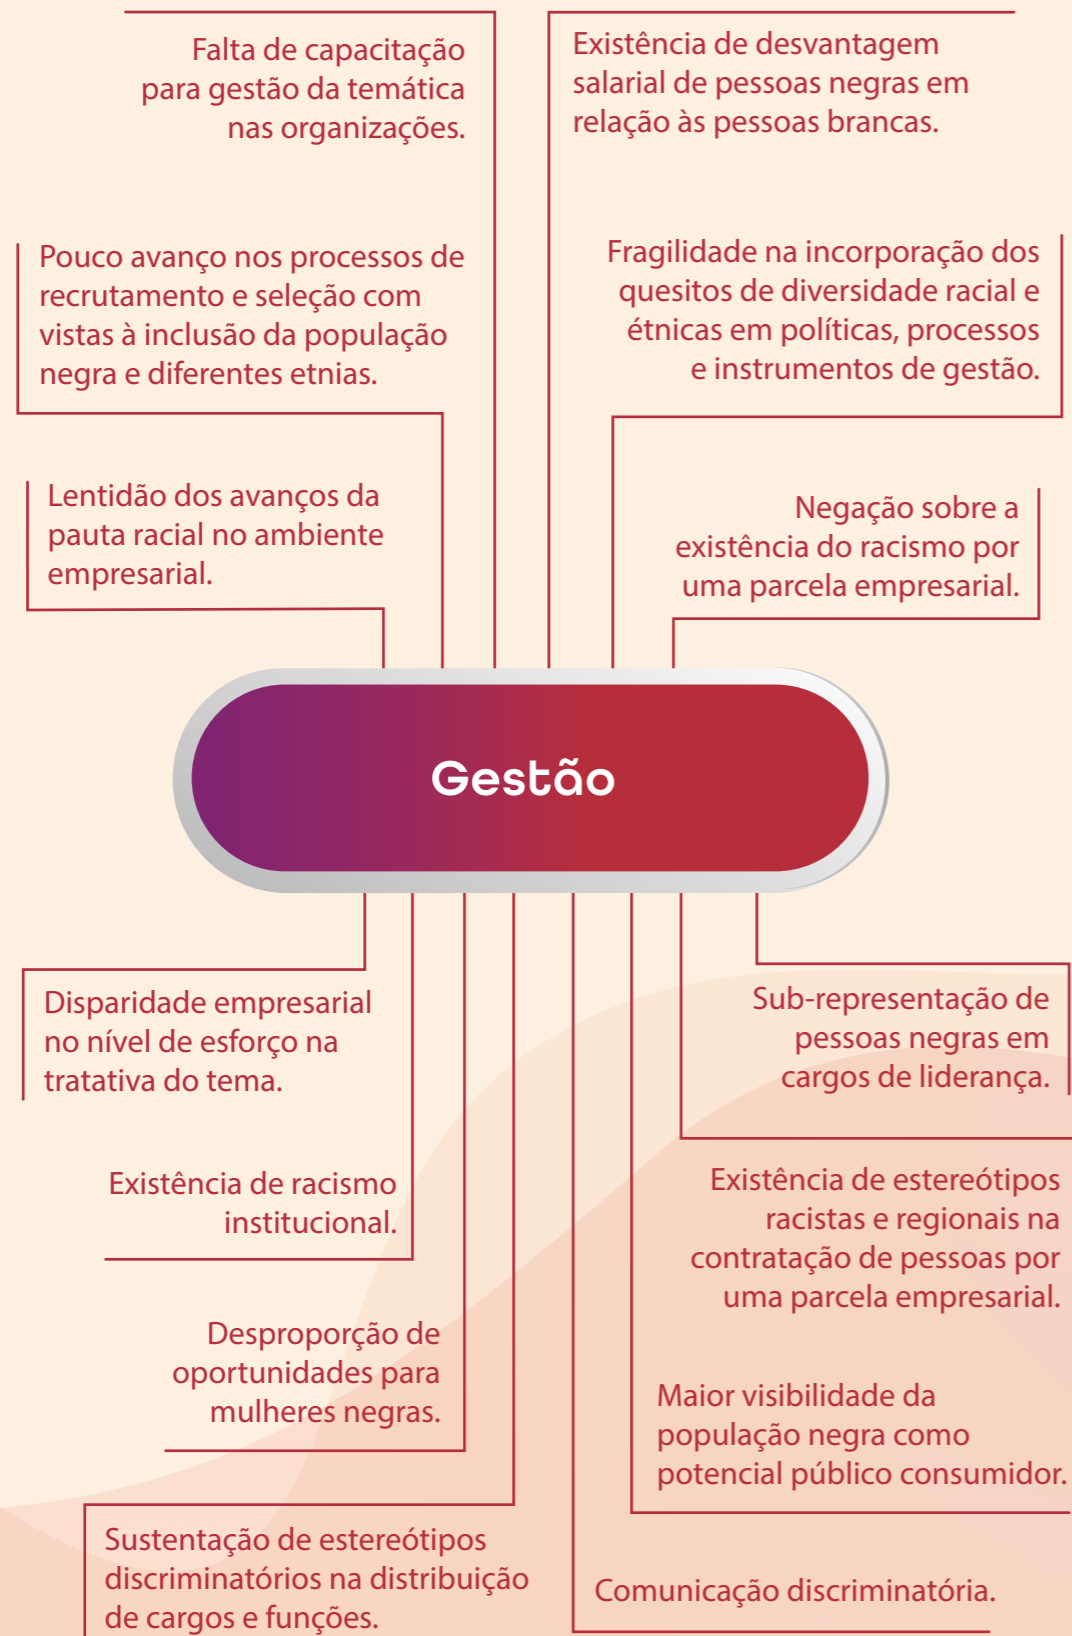 Falta de capacitação
para gestão da temática
nas organizações.
Existência de desvantagem
salarial de pessoas negras em
relação às pessoas brancas.
Pouco avanço nos processos de
recrutamento e seleção com
vistas à inclusão da população
negra e diferentes etnias.
Fragilidade na incorporação dos
quesitos de diversidade racial e
étnicas em políticas, processos
e instrumentos de gestão.
Lentidão dos avanços da
pauta racial no ambiente
empresarial.
Negação sobre a
existência do racismo por
uma parcela empresarial.
Gestão
Disparidade empresarial
no nível de esforço na
tratativa do tema.
Sub-representação de
pessoas negras em
cargos de liderança.
Existência de racismo
institucional.
Existência de estereótipos
racistas e regionais na
contratação de pessoas por
uma parcela empresarial.
Desproporção de
oportunidades para
mulheres negras.
Maior visibilidade da
população negra como
potencial público consumidor.
Sustentação de estereótipos
discriminatórios na distribuição
de cargos e funções.
Comunicação discriminatória.